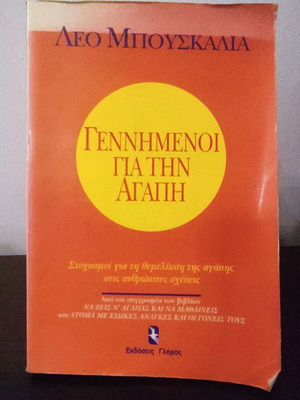 ΛΕΟ ΜΠΟΥΣΚΑΛΙΑ
ΓΕΝΝΗΜΕΝΟΙ
ΓΙΑ ΤΗΝ
ΑΓΑΠΗ
Στοχασμοί για τη θεμελίωση της αγάπης
στις ανθρώπινες σχέσεις
Από τον συγγραφέα των βιβλίων
ΝΑ ΖΕΙΣ Ν' ΑΓΑΠΑΣ ΚΑΙ ΝΑ ΜΑΘΑΙΝΕΙΣ
και ΑΤΟΜΑ ΜΕ ΕΙΔΙΚΕΣ ΑΝΑΓΚΕΣ ΚΑΙ ΟΙ ΓΟΝΕΙΣ ΤΟΥΣ
Εκδόσεις Γλάρος